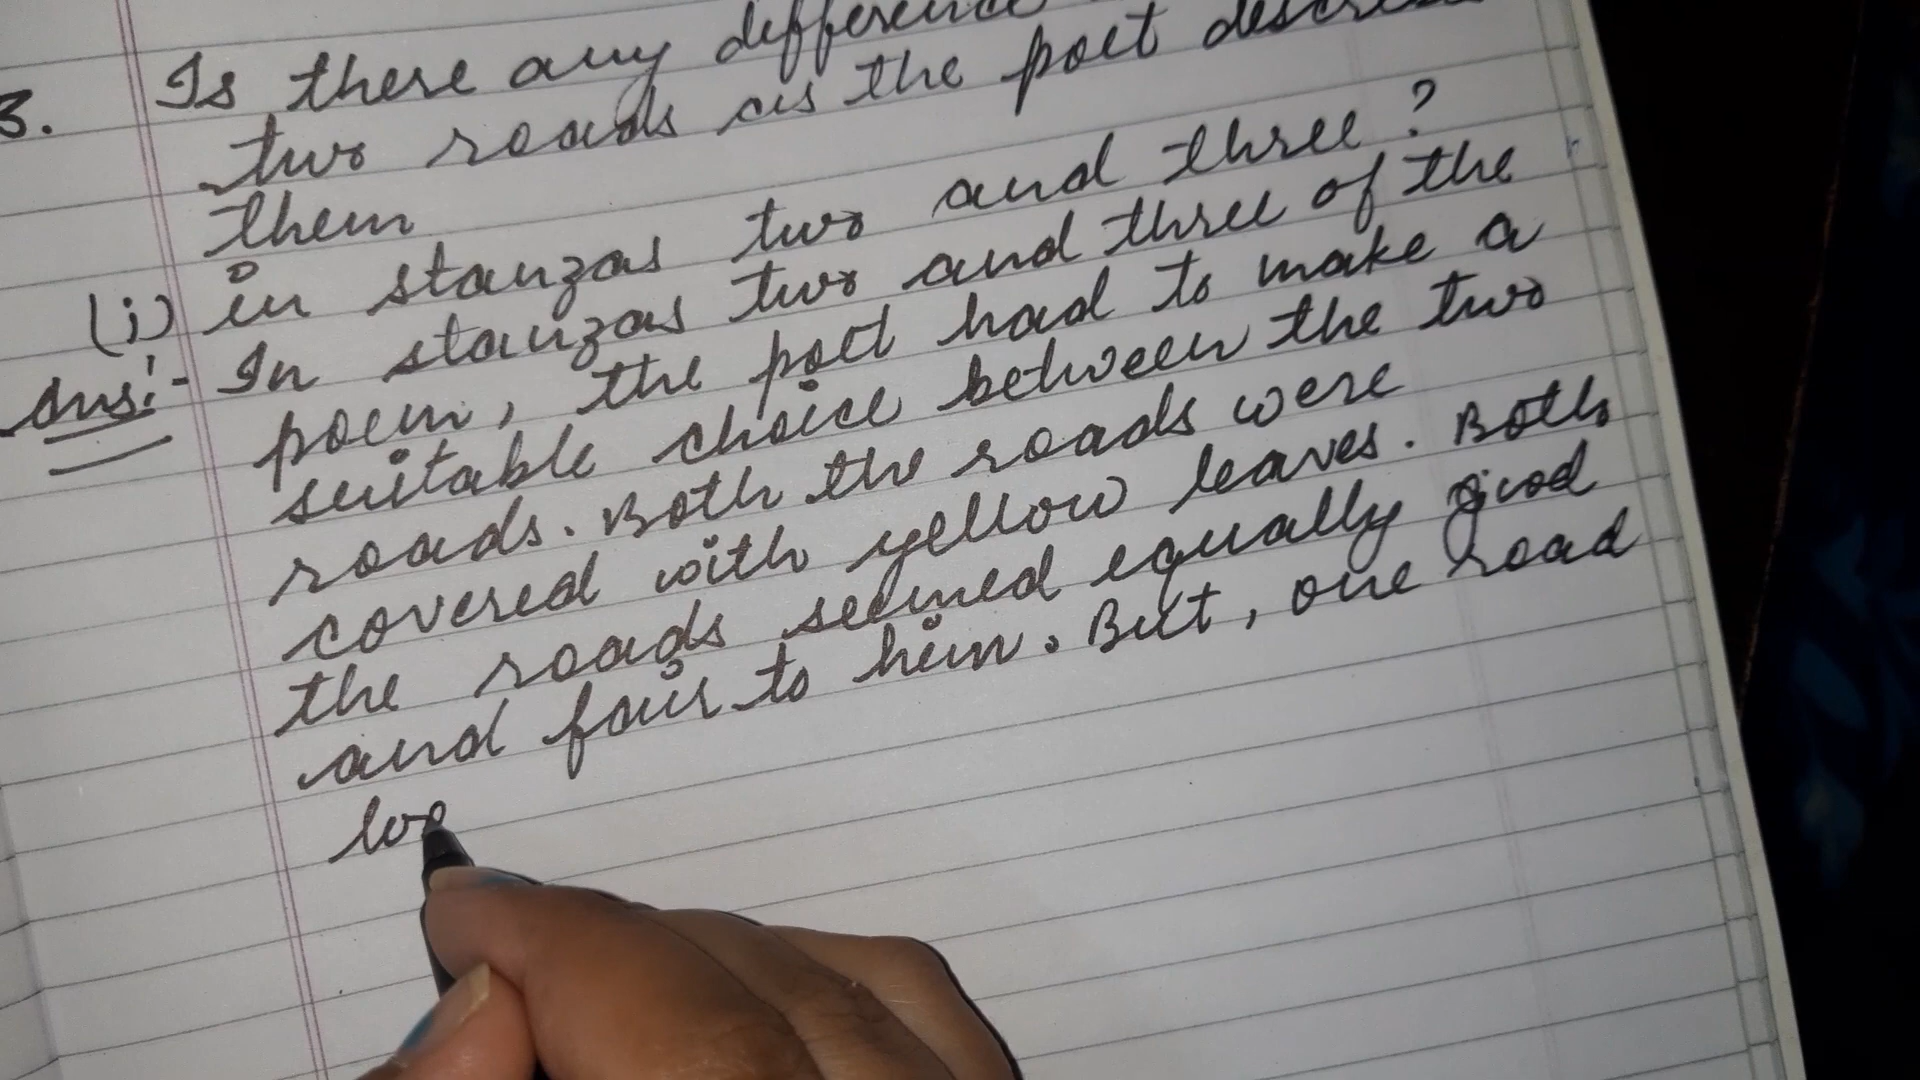 3. Is there any difference
two roads as the poet
them
(i) in stanzas two and three?
Ans:- In stanzas two and three of the
poem, the poet had to make a
suitable choice between the two
roads. Both the roads were
covered with yellow leaves. Both
the roads seemed equally good
and fair to him. But, one road
loo